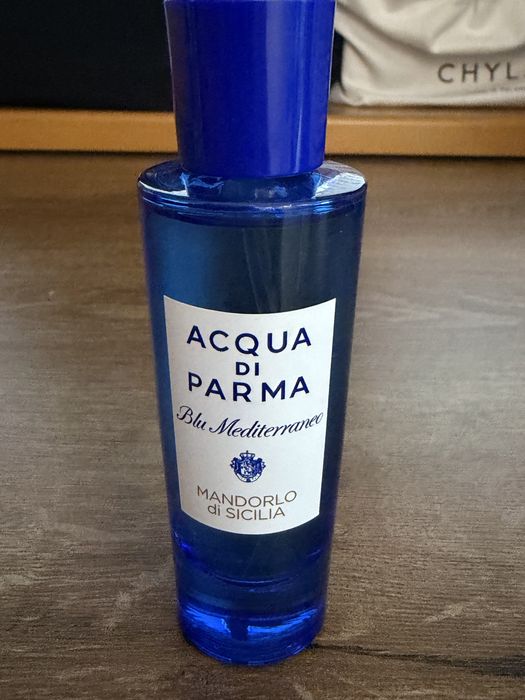 CHYL
ACQUA
DI
PARMA
Blu Mediterraneo
MANDORLO
di SICILIA